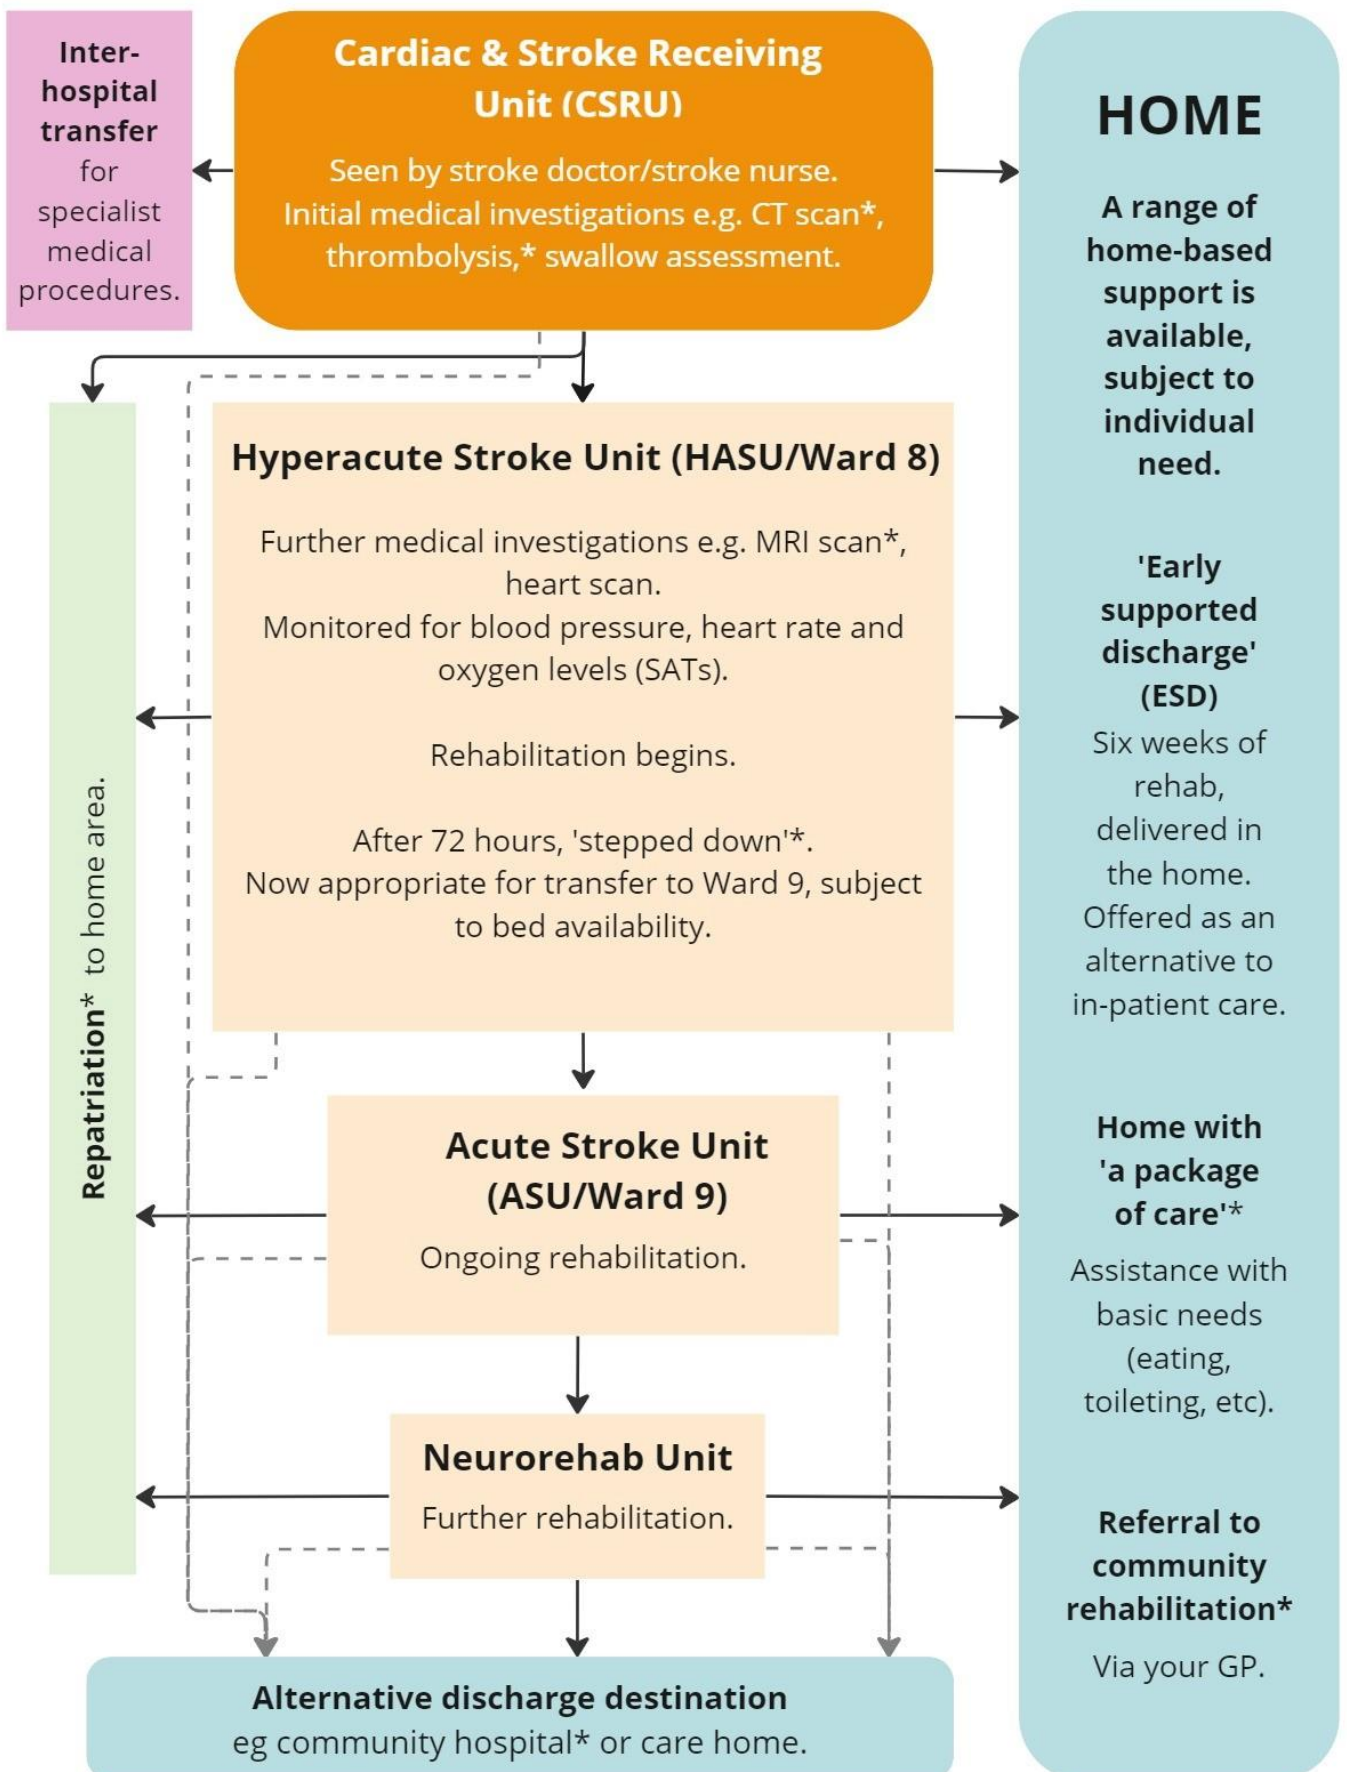 Inter-
hospital
transfer
for
specialist
medical
procedures.
Cardiac & Stroke Receiving
Unit (CSRU)
Seen by stroke doctor/stroke nurse.
Initial medical investigations e.g. CT scan*,
thrombolysis,* swallow assessment.
HOME
A range of
home-based
support is
available,
subject to
individual
need.
'Early
supported
discharge'
(ESD)
Six weeks of
rehab,
delivered in
the home.
Offered as an
alternative to
in-patient care.
Home with
'a package
of care'*
Assistance with
basic needs
(eating,
toileting, etc).
Referral to
community
rehabilitation*
Via your GP.
Repatriation* to home area.
Hyperacute Stroke Unit (HASU/Ward 8)
Further medical investigations e.g. MRI scan*,
heart scan.
Monitored for blood pressure, heart rate and
oxygen levels (SATs).
Rehabilitation begins.
After 72 hours, 'stepped down'*.
Now appropriate for transfer to Ward 9, subject
to bed availability.
Acute Stroke Unit
(ASU/Ward 9)
Ongoing rehabilitation.
Neurorehab Unit
Further rehabilitation.
Alternative discharge destination
eg community hospital* or care home.